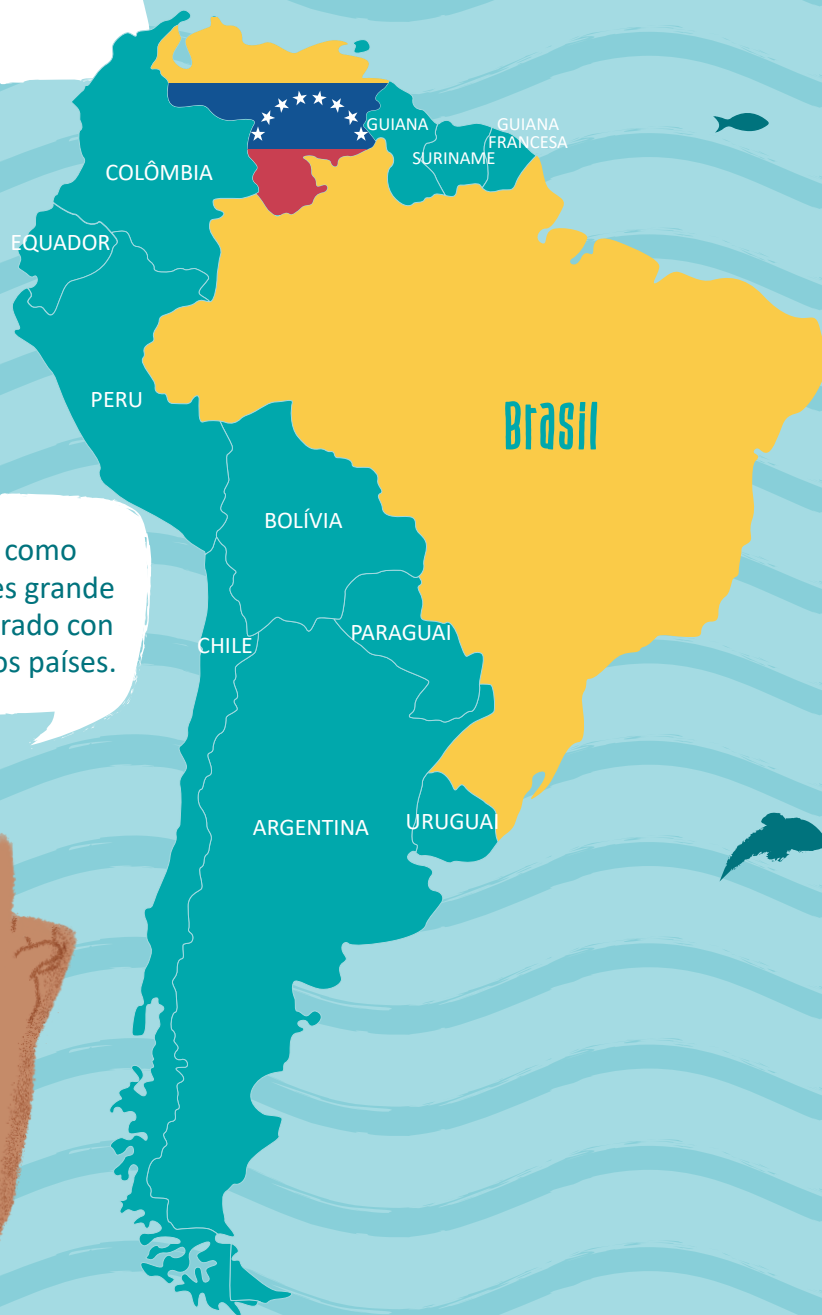 GUIANA
GUIANA
FRANCESA
SURINAME
COLÔMBIA
EQUADOR
PERU
Brasil
BOLÍVIA
como
es grande
rado con
os países.
PARAGUAI
CHILE
ARGENTINA
URUGUAI